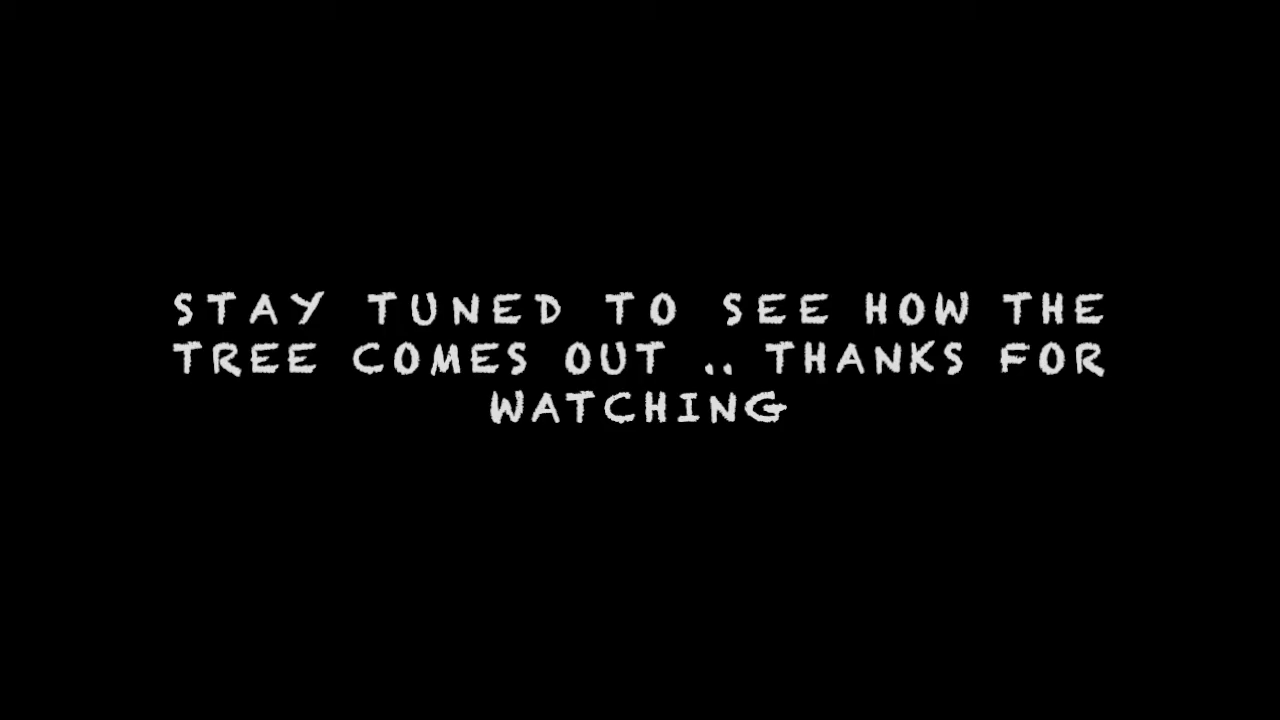 STAY TUNED TO SEE HOW THE
TREE COMES OUT .. THANKS FOR
WATCHING